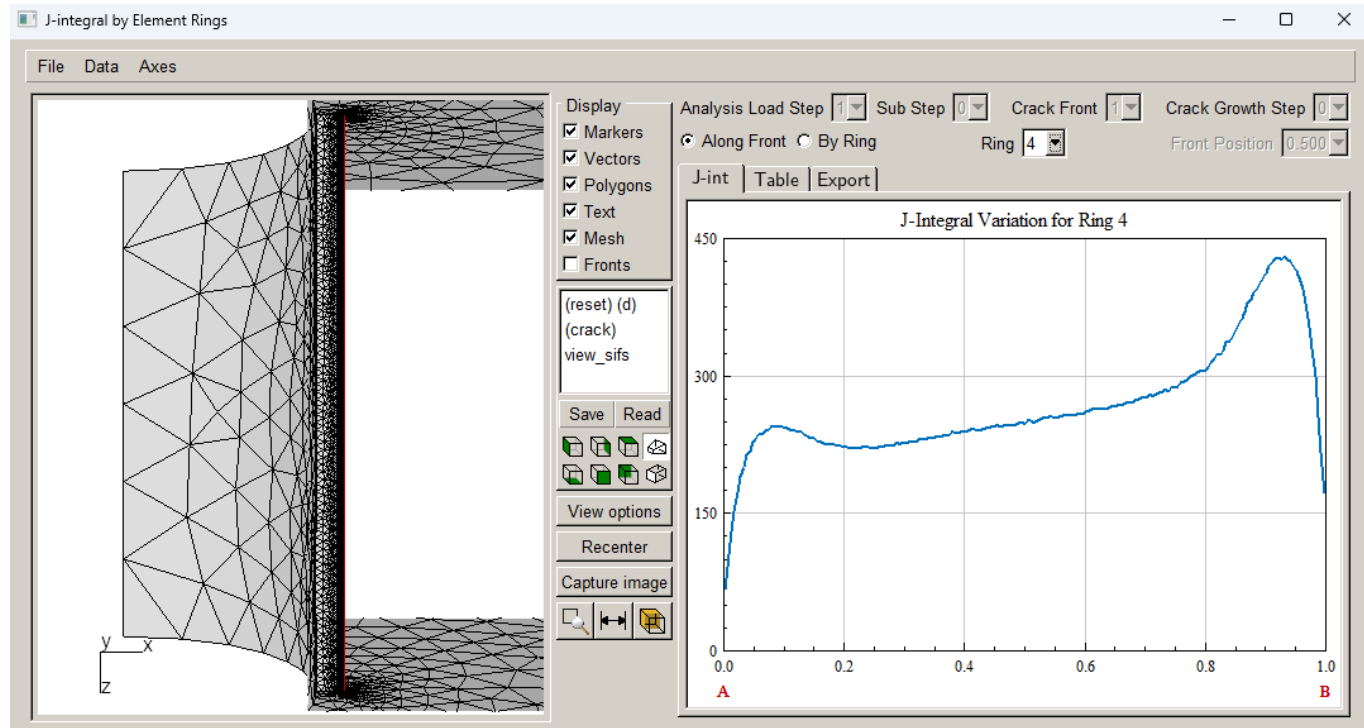 J-integral by Element Rings
File Data Axes
Display
Markers
Vectors
Polygons
Text
Mesh
Fronts
(reset) (d)
(crack)
view_sifs
Save Read
View options
Recenter
Capture image
y x
z
Analysis Load Step 1 Sub Step 0 Crack Front 1 Crack Growth Step 0
Along Front By Ring Ring 4 Front Position 0.500
J-int Table Export
J-Integral Variation for Ring 4
450
300
150
0
0.0 0.2 0.4 0.6 0.8 1.0
A B